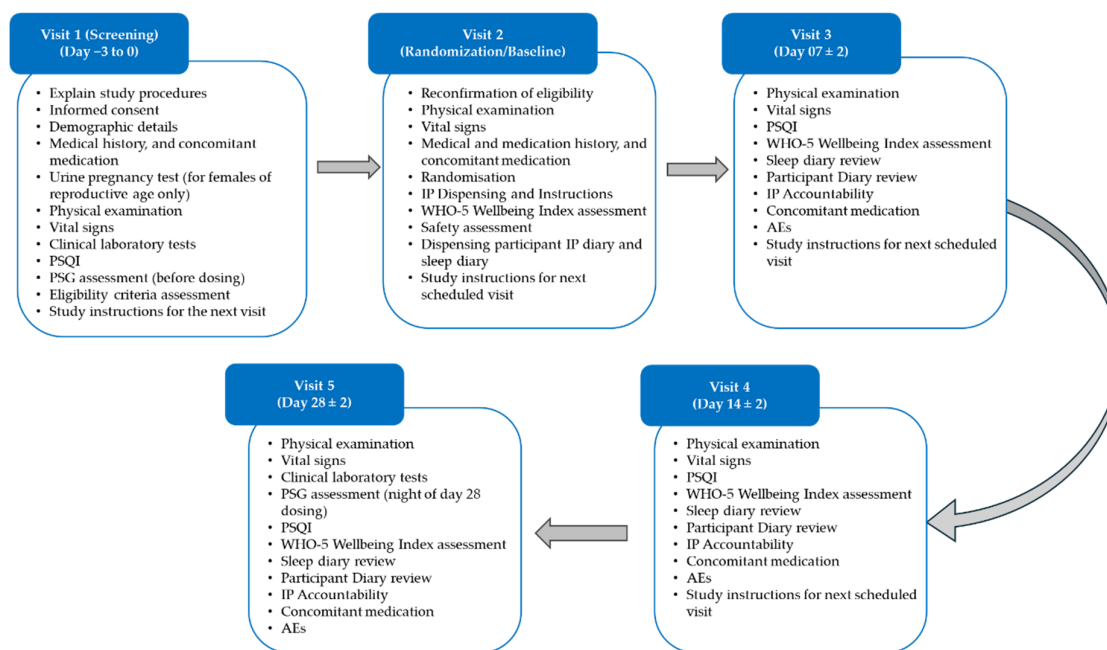 Visit 1 (Screening)
(Day −3 to 0)
• Explain study procedures
• Informed consent
• Demographic details
• Medical history, and concomitant
medication
• Urine pregnancy test (for females of
reproductive age only)
• Physical examination
• Vital signs
• Clinical laboratory tests
• PSQI
• PSG assessment (before dosing)
• Eligibility criteria assessment
• Study instructions for the next visit
Visit 2
(Randomization/Baseline)
• Reconfirmation of eligibility
• Physical examination
• Vital signs
• Medical and medication history, and
concomitant medication
• Randomisation
• IP Dispensing and Instructions
• WHO-5 Wellbeing Index assessment
• Safety assessment
• Dispensing participant IP diary and
sleep diary
• Study instructions for next
scheduled visit
Visit 3
(Day 07 ± 2)
• Physical examination
• Vital signs
• PSQI
• WHO-5 Wellbeing Index assessment
• Sleep diary review
• Participant Diary review
• IP Accountability
• Concomitant medication
• AEs
• Study instructions for next scheduled
visit
Visit 4
(Day 14 ± 2)
• Physical examination
• Vital signs
• PSQI
• WHO-5 Wellbeing Index assessment
• Sleep diary review
• Participant Diary review
• IP Accountability
• Concomitant medication
• AEs
• Study instructions for next scheduled
visit
Visit 5
(Day 28 ± 2)
• Physical examination
• Vital signs
• Clinical laboratory tests
• PSG assessment (night of day 28
dosing)
• PSQI
• WHO-5 Wellbeing Index assessment
• Sleep diary review
• Participant Diary review
• IP Accountability
• Concomitant medication
• AEs